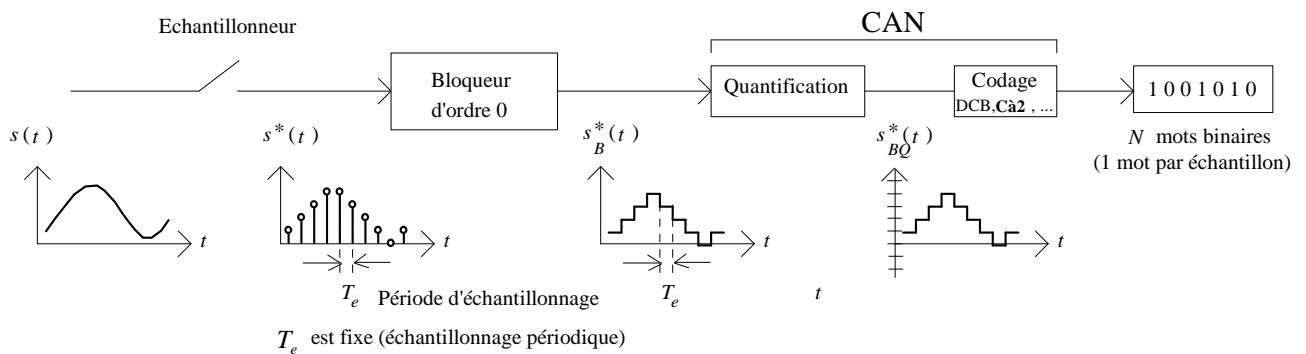 Echantillonneur
CAN
Bloqueur
d'ordre 0
Quantification
Codage
DCB,Cà2 , ...
1 0 0 1 0 1 0
s(t)
s*(t)
s*B(t)
s*BQ(t)
N mots binaires
(1 mot par échantillon)
t
t
t
t
Te Période d'échantillonnage
Te
t
Te est fixe (échantillonnage périodique)